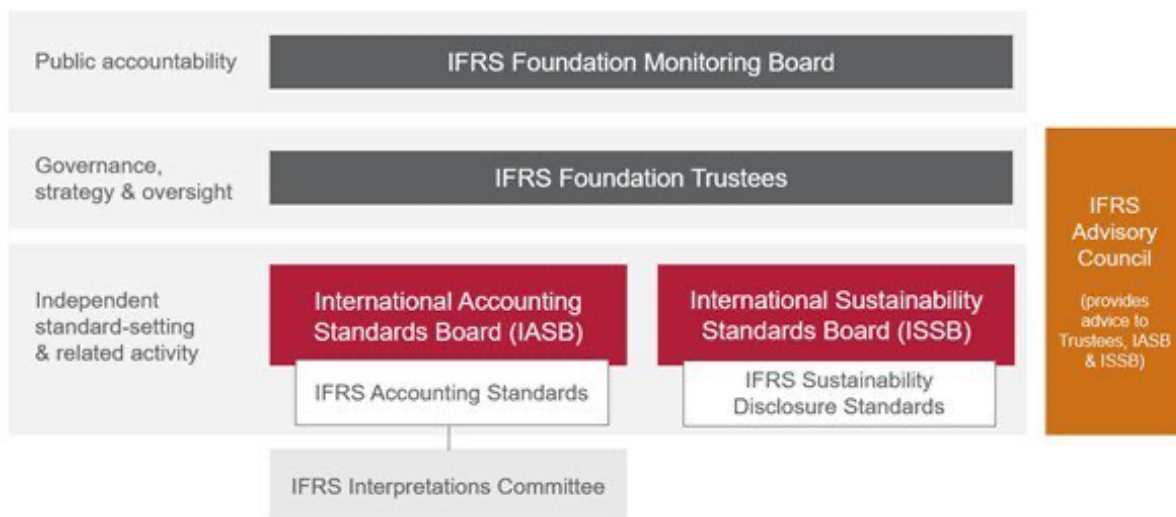 Public accountability
IFRS Foundation Monitoring Board
Governance,
strategy & oversight
IFRS Foundation Trustees
Independent
standard-setting
& related activity
International Accounting
Standards Board (IASB)
IFRS Accounting Standards
International Sustainability
Standards Board (ISSB)
IFRS Sustainability
Disclosure Standards
IFRS Interpretations Committee
IFRS
Advisory
Council
(provides
advice to
Trustees, IASB
& ISSB)